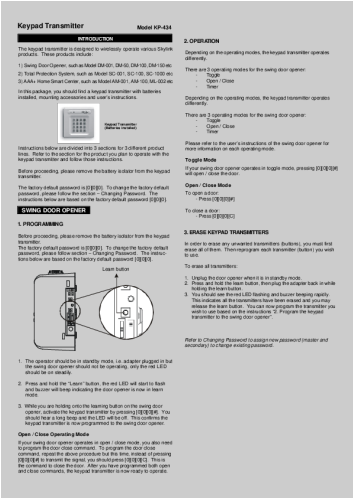 Keypad Transmitter
Model KP-434
INTRODUCTION
The keypad transmitter is designed to wirelessly operate various Skylink
products. These products include:
1) Swing Door Opener, such as Model DM-001, DM-50, DM-100, DM-150 etc
2) Total Protection System, such as Model SC-001, SC-100, SC-1000 etc
3) AAA+ Home Smart Center, such as Model AM-001, AM-100, ML-002 etc
In this package, you should find a keypad transmitter with batteries
installed, mounting accessories and user's instructions.
Keypad Transmitter
(Batteries installed)
Instructions below are divided into 3 sections for 3 different product
lines. Refer to the section for the product you plan to operate with the
keypad transmitter and follow those instructions.
Before proceeding, please remove the battery isolator from the keypad
transmitter.
The factory default password is [0][0][0]. To change the factory default
password, please follow the section – Changing Password. The
instructions below are based on the factory default password [0][0][0].
SWING DOOR OPENER
1. PROGRAMMING
Before proceeding, please remove the battery isolator from the keypad
transmitter.
The factory default password is [0][0][0]. To change the factory default
password, please follow section – Changing Password. The instruc-
tions below are based on the factory default password [0][0][0].
Learn button
1. The operator should be in standby mode, i.e. adapter plugged in but
the swing door opener should not be operating, only the red LED
should be on steadily.
2. Press and hold the "Learn" button, the red LED will start to flash
and buzzer will beep indicating the door opener is now in learn
mode.
3. While you are holding onto the learning button on the swing door
opener, activate the keypad transmitter by pressing [0][0][0][#]. You
should hear a long beep and the LED will be off. This confirms the
keypad transmitter is now programmed to the swing door opener.
Open / Close Operating Mode
If your swing door opener operates in open / close mode, you also need
to program the door close command. To program the door close
command, repeat the above procedure but this time, instead of pressing
[0][0][0][#] to transmit the signal, you should press [0][0][0][C]. This is
the command to close the door. After you have programmed both open
and close commands, the keypad transmitter is now ready to operate.
2. OPERATION
Depending on the operating modes, the keypad transmitter operates
differently.
There are 3 operating modes for the swing door opener:
- Toggle
- Open / Close
- Timer
Depending on the operating modes, the keypad transmitter operates
differently.
There are 3 operating modes for the swing door opener:
- Toggle
- Open / Close
- Timer
Please refer to the user's instructions of the swing door opener for
more information on each operating mode.
Toggle Mode
If your swing door opener operates in toggle mode, pressing [0][0][0][#]
will open / close the door.
Open / Close Mode
To open a door:
- Press [0][0][0][#]
To close a door:
- Press [0][0][0][C]
3. ERASE KEYPAD TRANSMITTERS
In order to erase any unwanted transmitters (buttons), you must first
erase all of them. Then reprogram each transmitter (button) you wish
to use.
To erase all transmitters:
1. Unplug the door opener when it is in standby mode.
2. Press and hold the learn button, then plug the adapter back in while
holding the learn button.
3. You should see the red LED flashing and buzzer beeping rapidly.
This indicates all the transmitters have been erased and you may
release the learn button. You can now program the transmitter you
wish to use based on the instructions "2. Program the keypad
transmitter to the swing door opener".
Refer to Changing Password to assign new password (master and
secondary) to change existing password.